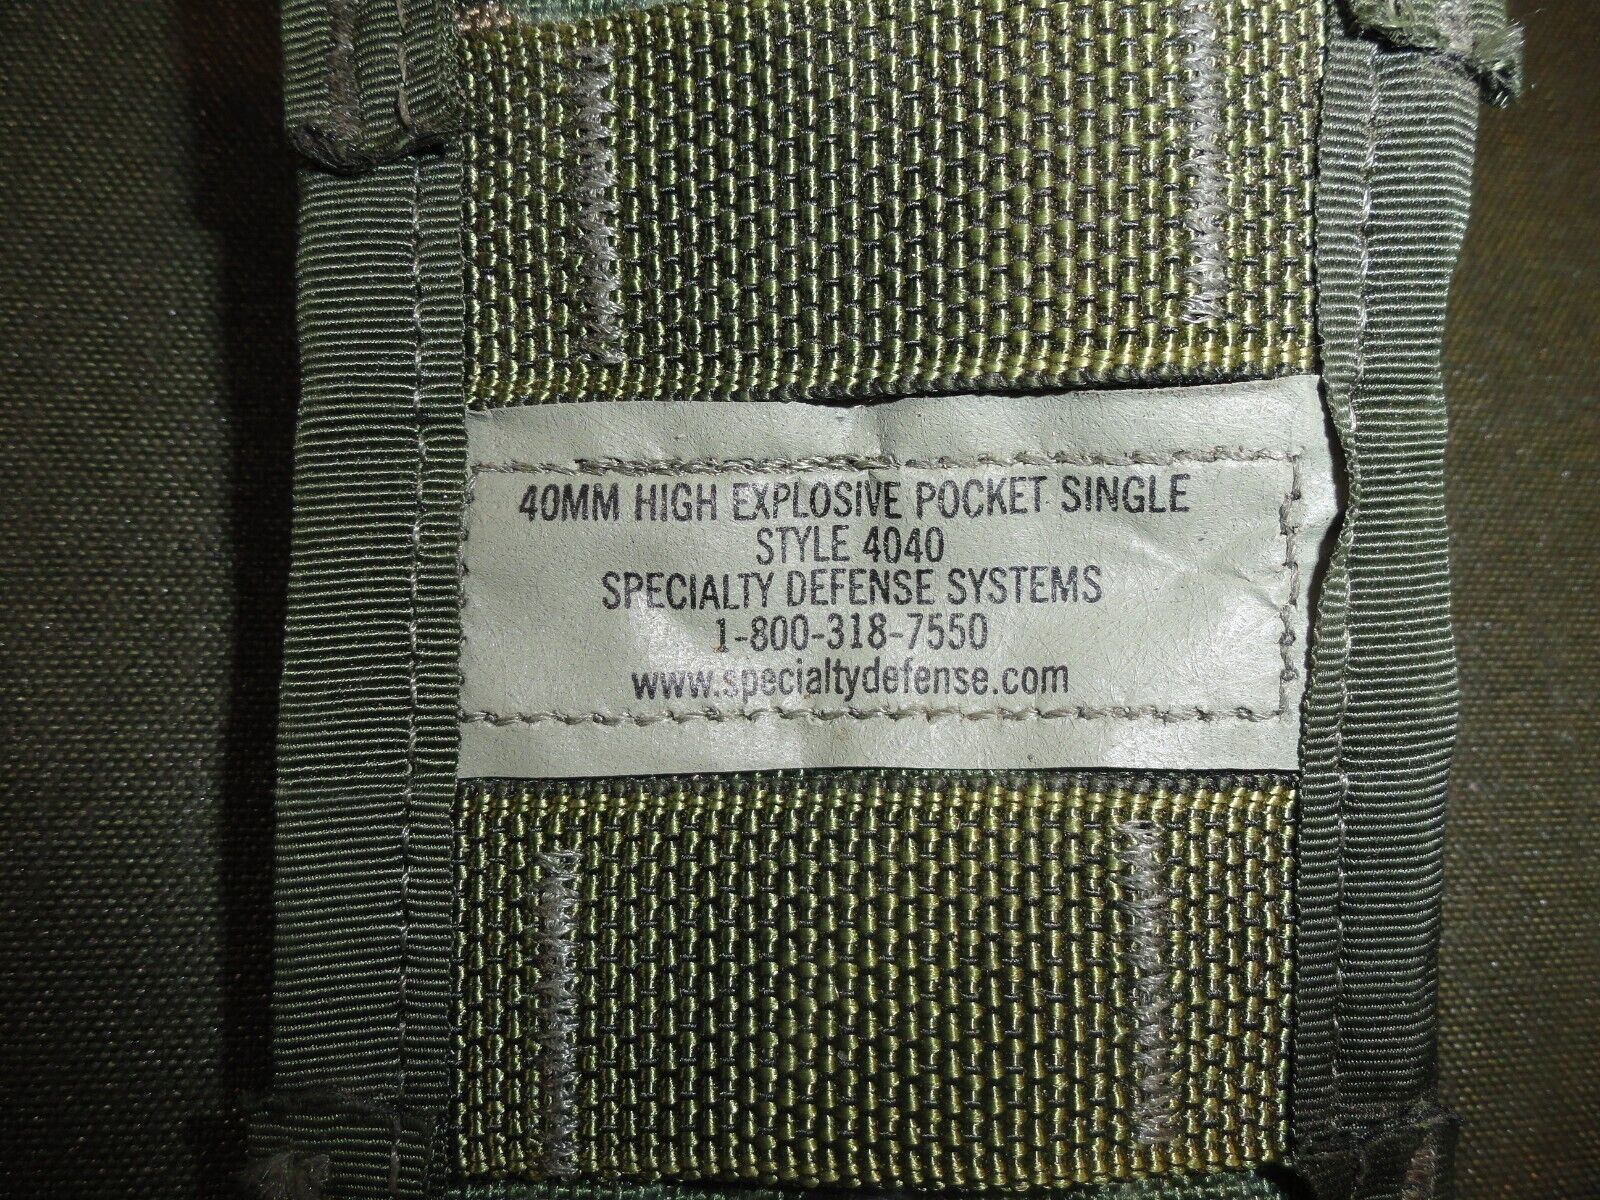 40MM HIGH EXPLOSIVE POCKET SINGLE
STYLE 4040
SPECIALTY DEFENSE SYSTEMS
1-800-318-7550
www.specialtydefense.com